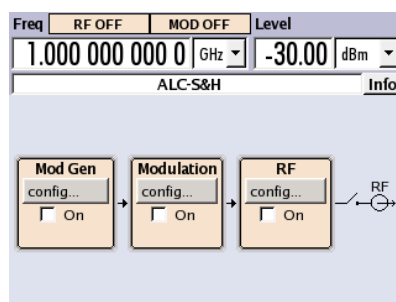 Freq RF OFF MOD OFF Level
1.000 000 000 0 GHz -30.00 dBm
ALC-S&H Info
Mod Gen Modulation RF
config... config... config... RF
On On On